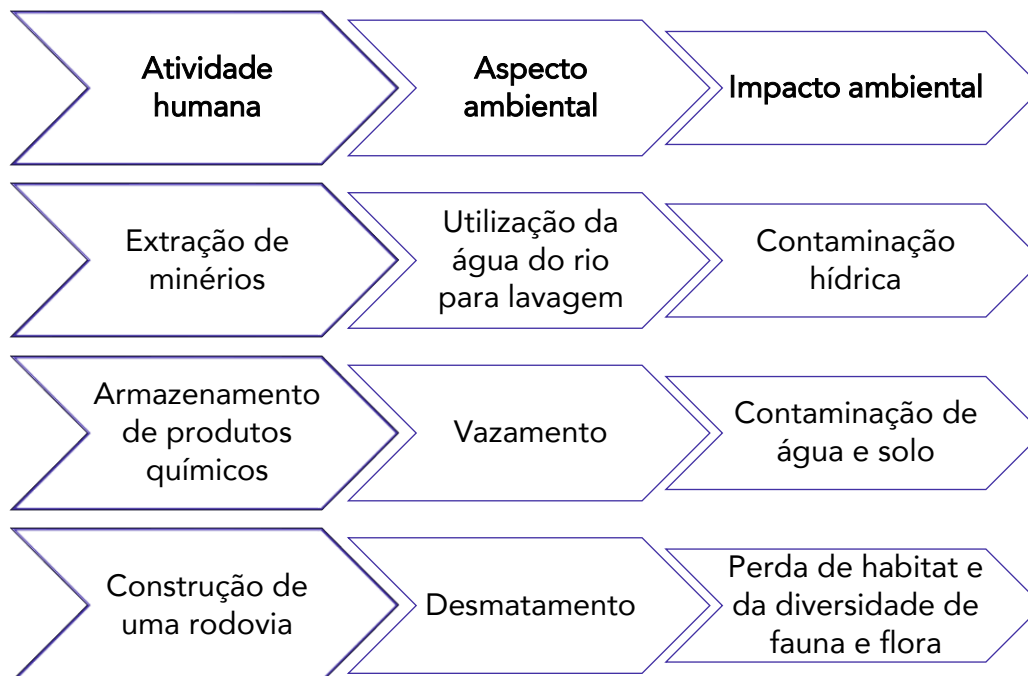 Atividade
humana
Aspecto
ambiental
Impacto ambiental
Extração de
minérios
Utilização da
água do rio
para lavagem
Contaminação
hídrica
Armazenamento
de produtos
químicos
Vazamento
Contaminação de
água e solo
Construção de
uma rodovia
Desmatamento
Perda de habitat e
da diversidade de
fauna e flora